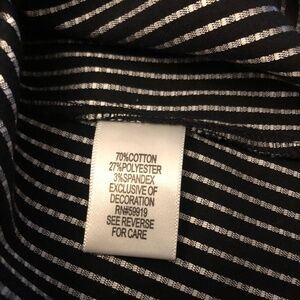 70%COTTON
27%POLYESTER
3%SPANDEX
EXCLUSIVE OF
DECORATION
RN#59919
SEE REVERSE
FOR CARE